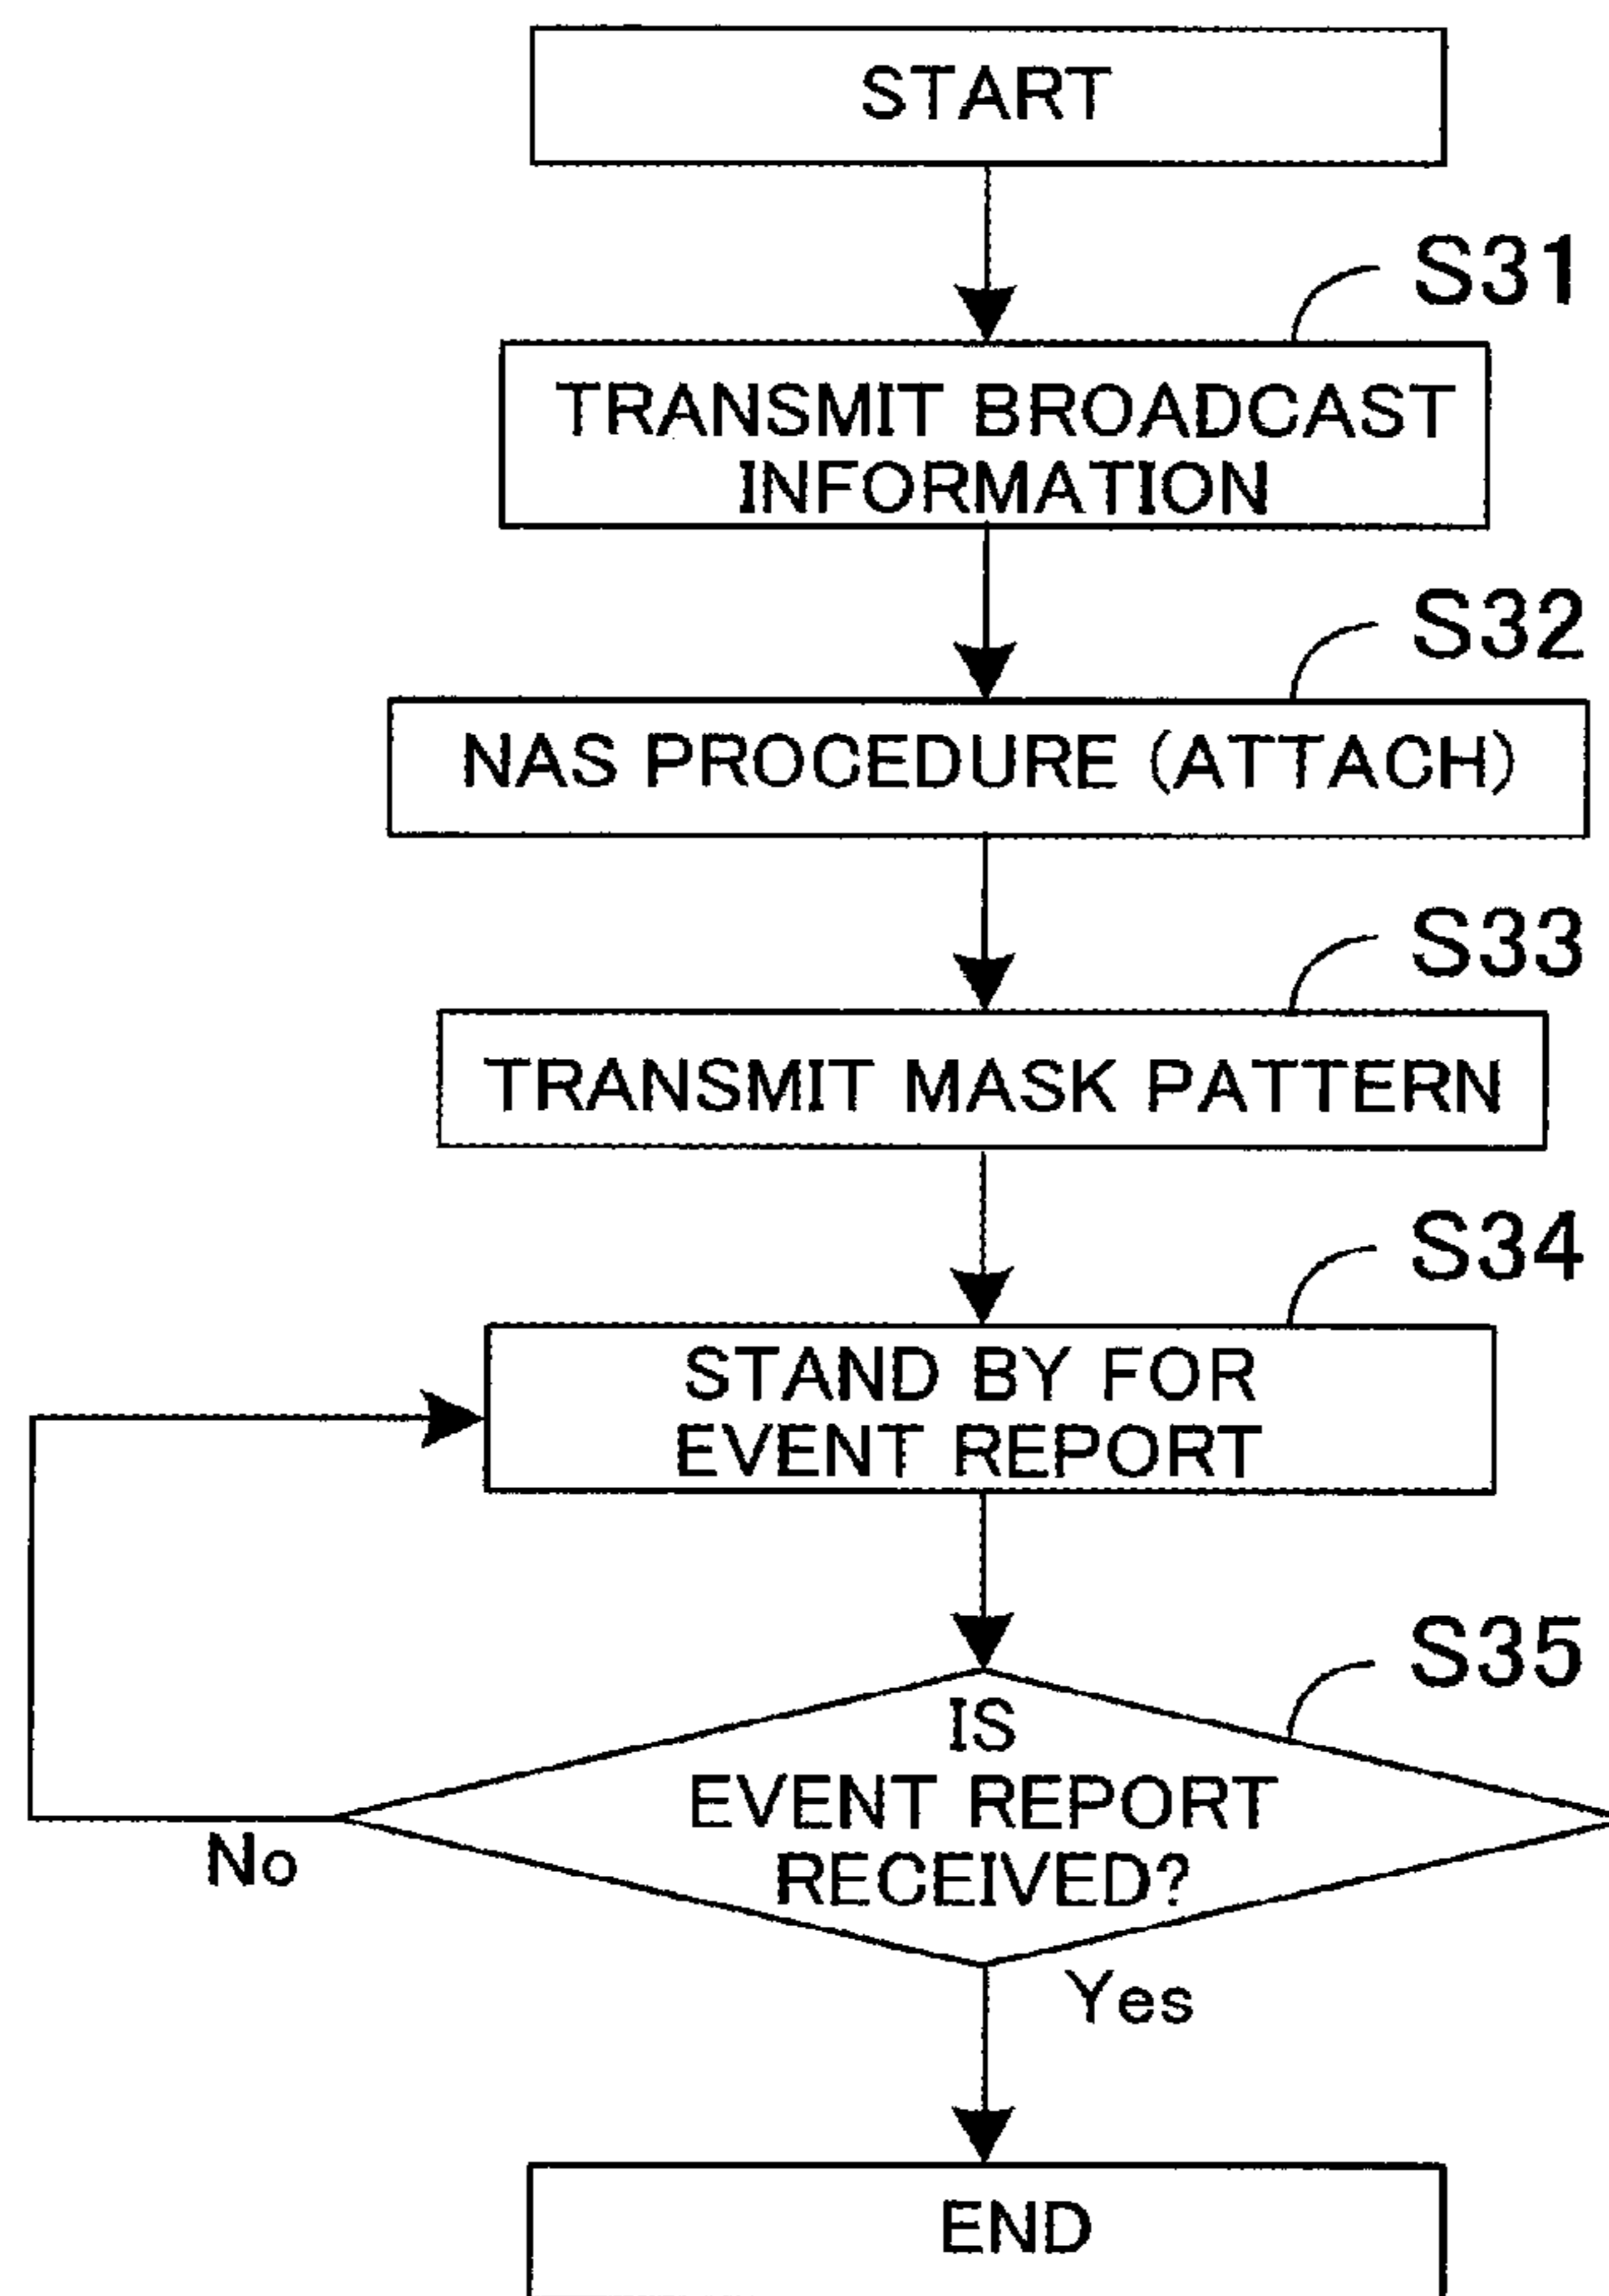 START
S31
TRANSMIT BROADCAST
INFORMATION
S32
NAS PROCEDURE (ATTACH)
S33
TRANSMIT MASK PATTERN
S34
STAND BY FOR
EVENT REPORT
S35
IS
EVENT REPORT
RECEIVED?
No
Yes
END